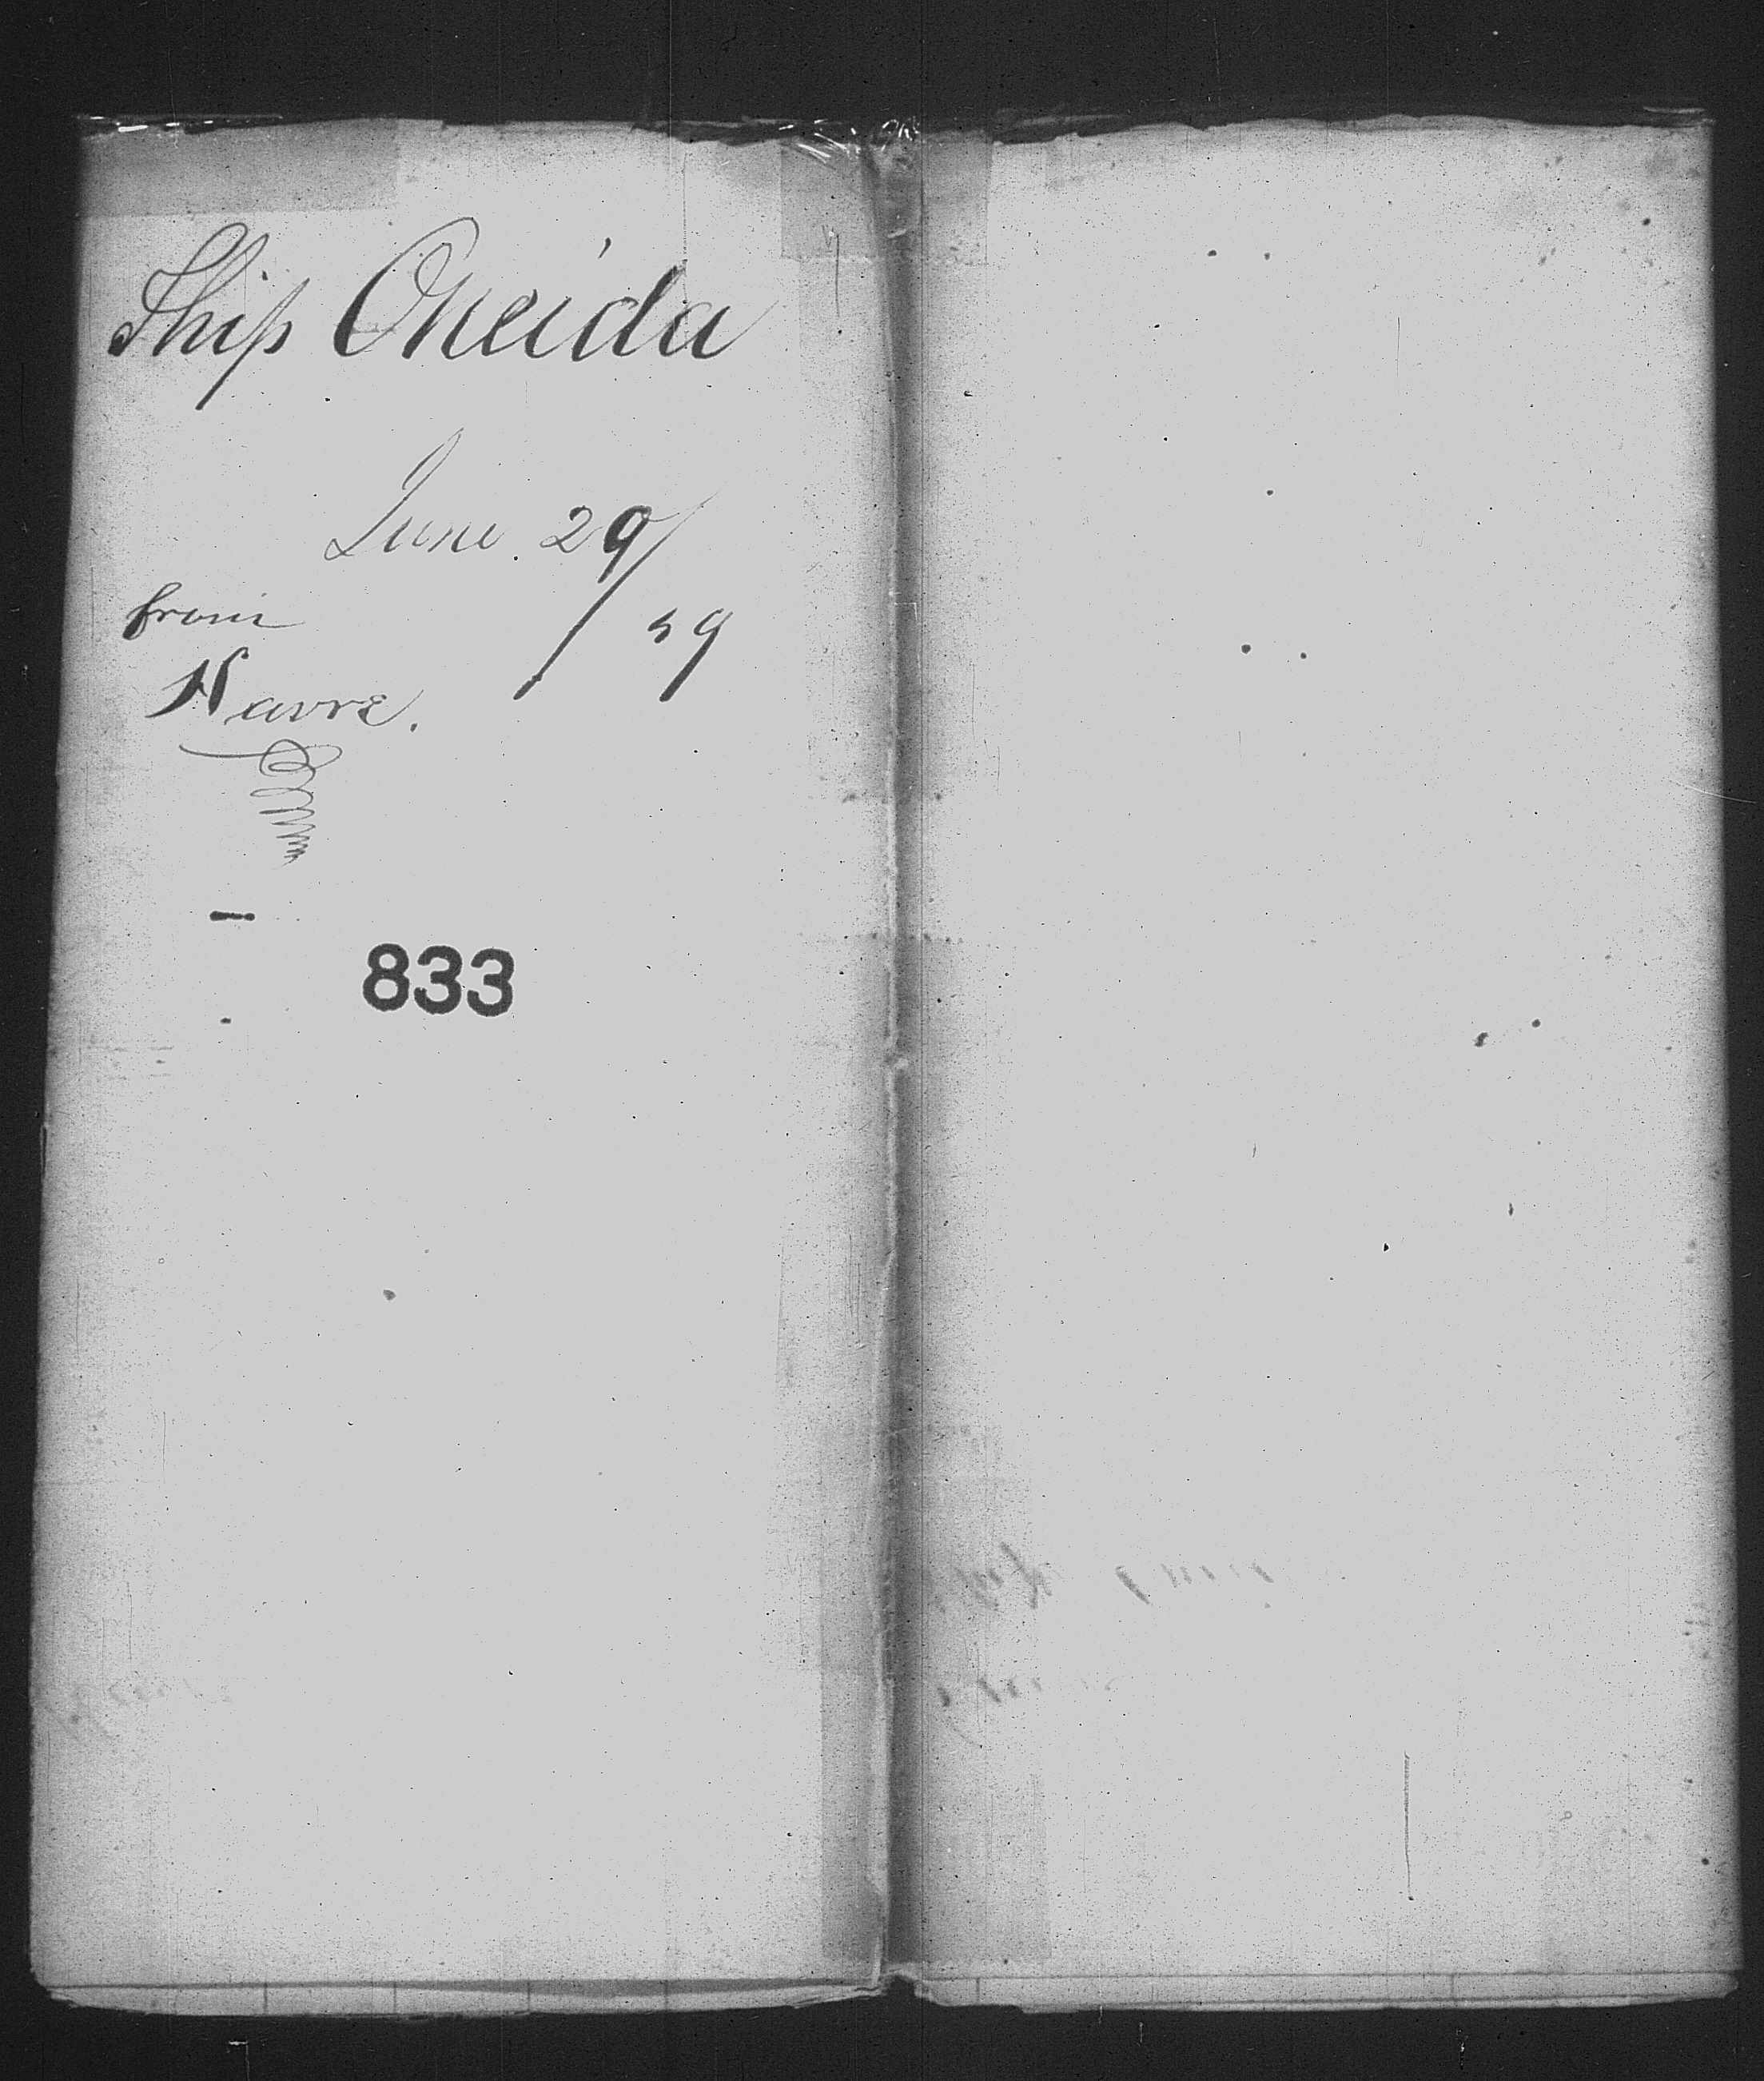 Ship Oneida
June. 29/
from /59
Havre.
833